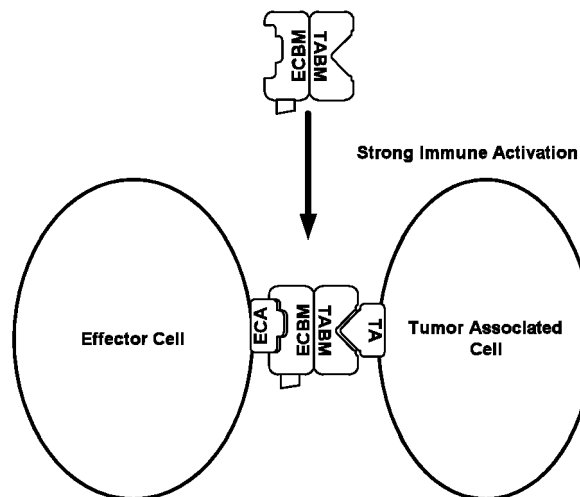 ECBM
TABM
Strong Immune Activation
Effector Cell
ECA
ECBM
TABM
TA
Tumor Associated
Cell